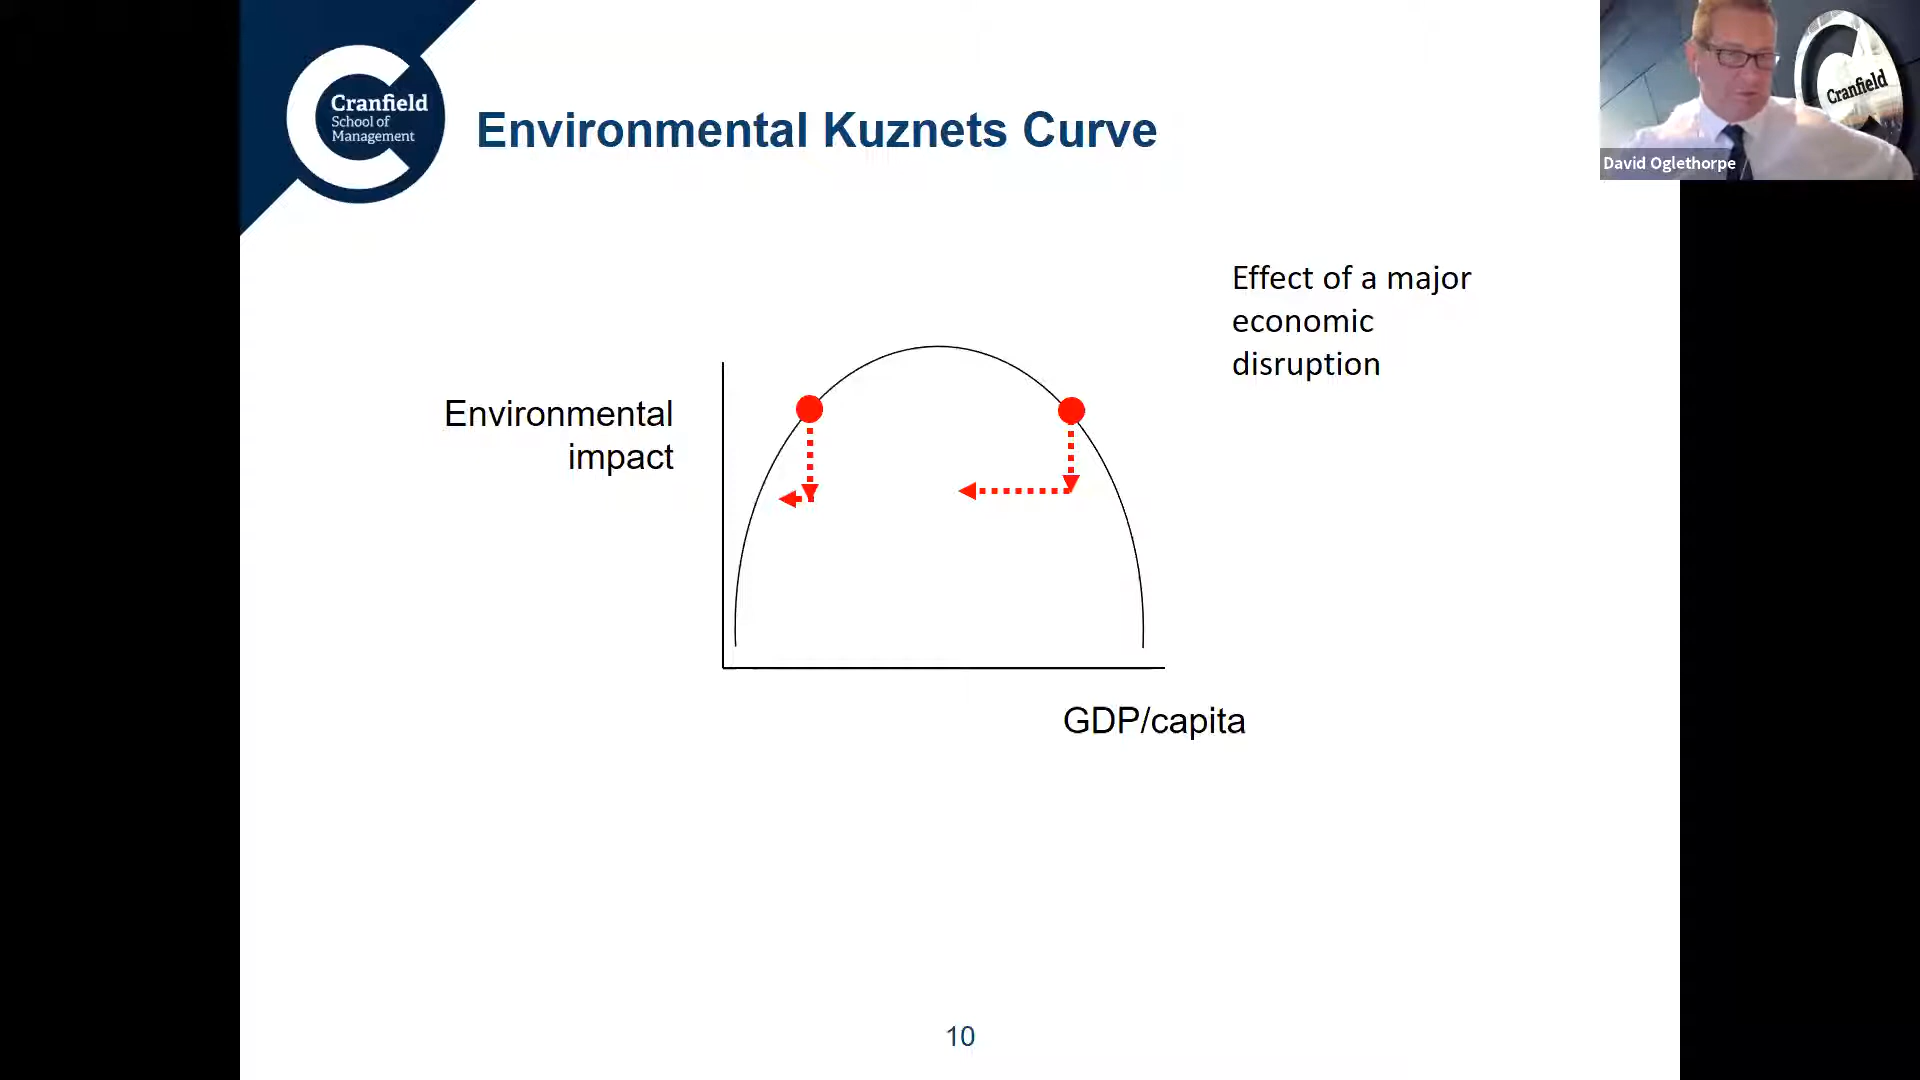 Cranfield
School of
Management
Environmental Kuznets Curve
Cranfield
David Oglethorpe
Effect of a major
economic
disruption
Environmental
impact
GDP/capita
10